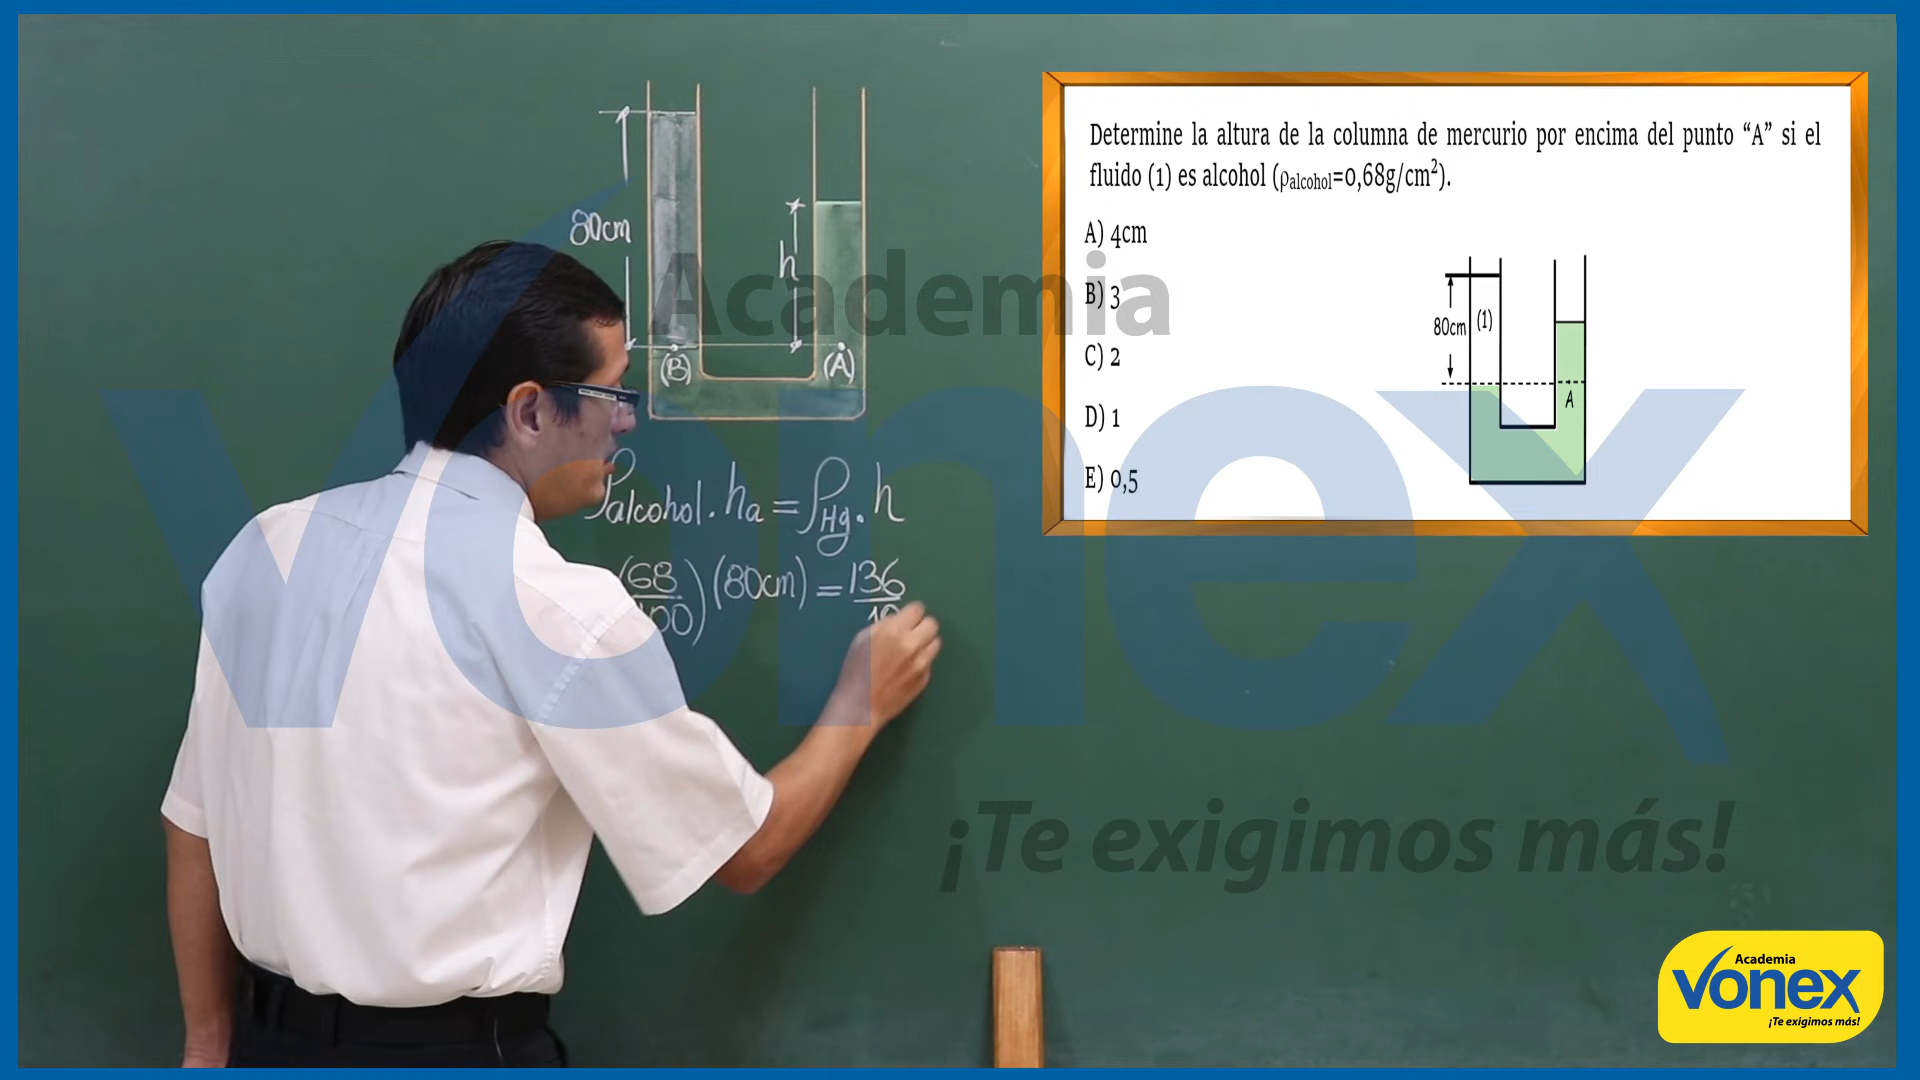 80cm
h
(B)
(A)
ρalcohol . ha = ρHg . h
(68/100)(80cm) = 136/10
Determine la altura de la columna de mercurio por encima del punto “A” si el
fluido (1) es alcohol (ρalcohol=0,68g/cm²).
A) 4cm
B) 3
C) 2
D) 1
E) 0,5
80cm
(1)
A
Academia
vonex
¡Te exigimos más!
Academia
vonex
¡Te exigimos más!